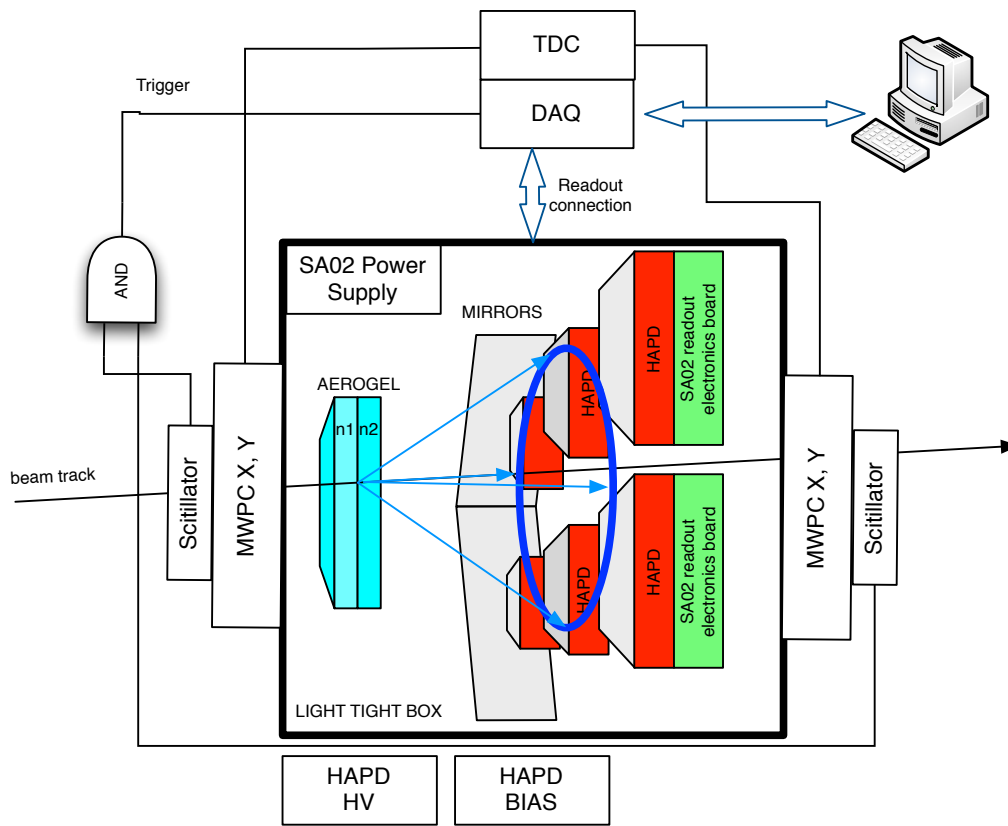 TDC
Trigger
DAQ
Readout
connection
AND
SA02 Power
Supply
MIRRORS
HAPD
HAPD
SA02 readout
electronics board
AEROGEL
n1 n2
beam track
Scitillator
MWPC X, Y
MWPC X, Y
Scitillator
HAPD
HAPD
SA02 readout
electronics board
LIGHT TIGHT BOX
HAPD
HV
HAPD
BIAS